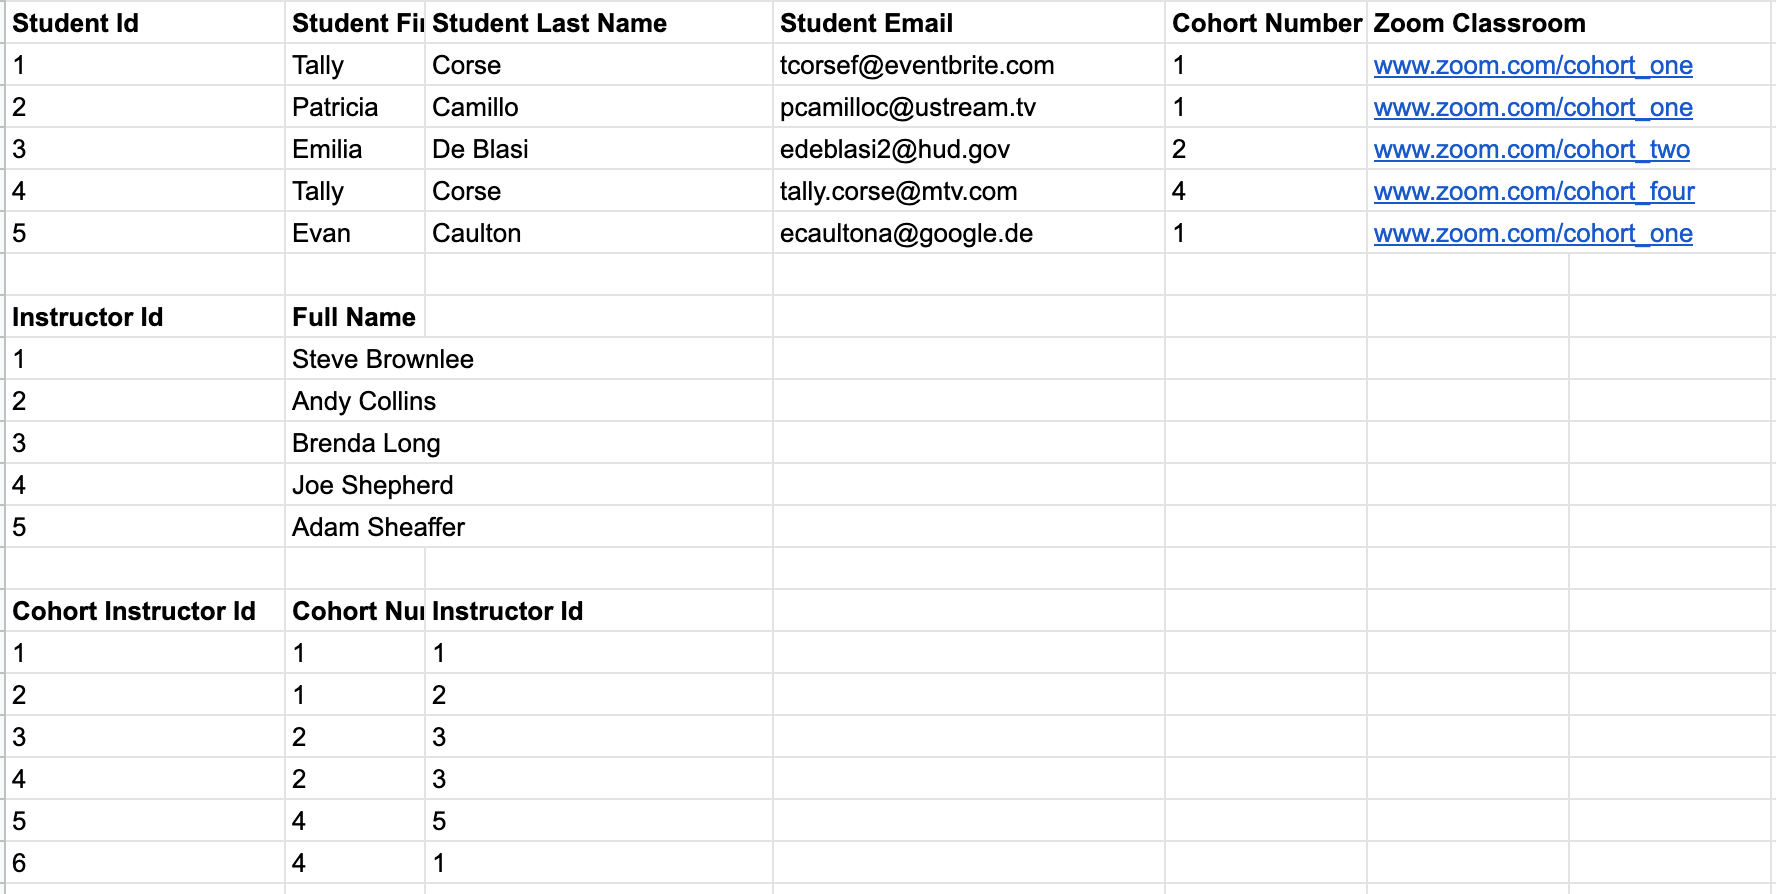 Student Id Student Fir Student Last Name Student Email Cohort Number Zoom Classroom
1 Tally Corse tcorsef@eventbrite.com 1 www.zoom.com/cohort_one
2 Patricia Camillo pcamilloc@ustream.tv 1 www.zoom.com/cohort_one
3 Emilia De Blasi edeblasi2@hud.gov 2 www.zoom.com/cohort_two
4 Tally Corse tally.corse@mtv.com 4 www.zoom.com/cohort_four
5 Evan Caulton ecaultona@google.de 1 www.zoom.com/cohort_one
Instructor Id Full Name
1 Steve Brownlee
2 Andy Collins
3 Brenda Long
4 Joe Shepherd
5 Adam Sheaffer
Cohort Instructor Id Cohort Nu Instructor Id
1 1 1
2 1 2
3 2 3
4 2 3
5 4 5
6 4 1